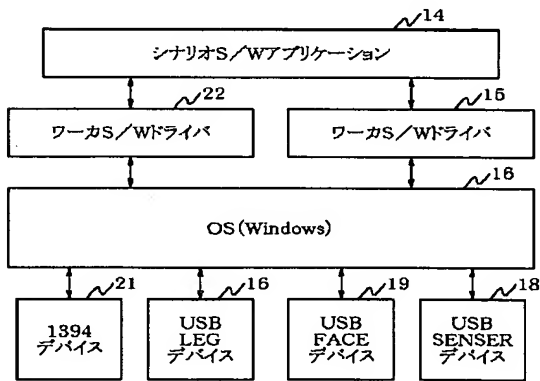 14
シナリオS/Wアプリケーション
22
15
ワーカS/Wドライバ
ワーカS/Wドライバ
16
OS(Windows)
21
16
19
18
1394
デバイス
USB
LEG
デバイス
USB
FACE
デバイス
USB
SENSER
デバイス